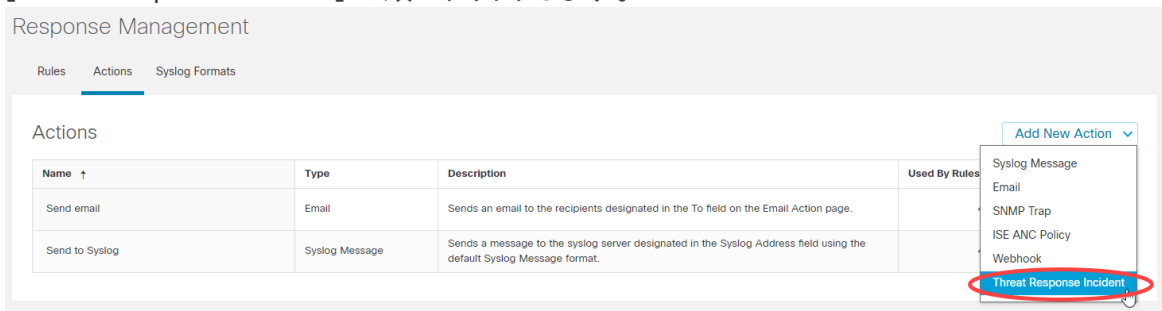 Response Management
Rules Actions Syslog Formats
Actions
Add New Action
Name ↑ Type Description Used By Rules
Syslog Message
Email
SNMP Trap
ISE ANC Policy
Webhook
Threat Response Incident
Send email Email Sends an email to the recipients designated in the To field on the Email Action page.
Send to Syslog Syslog Message Sends a message to the syslog server designated in the Syslog Address field using the
default Syslog Message format.